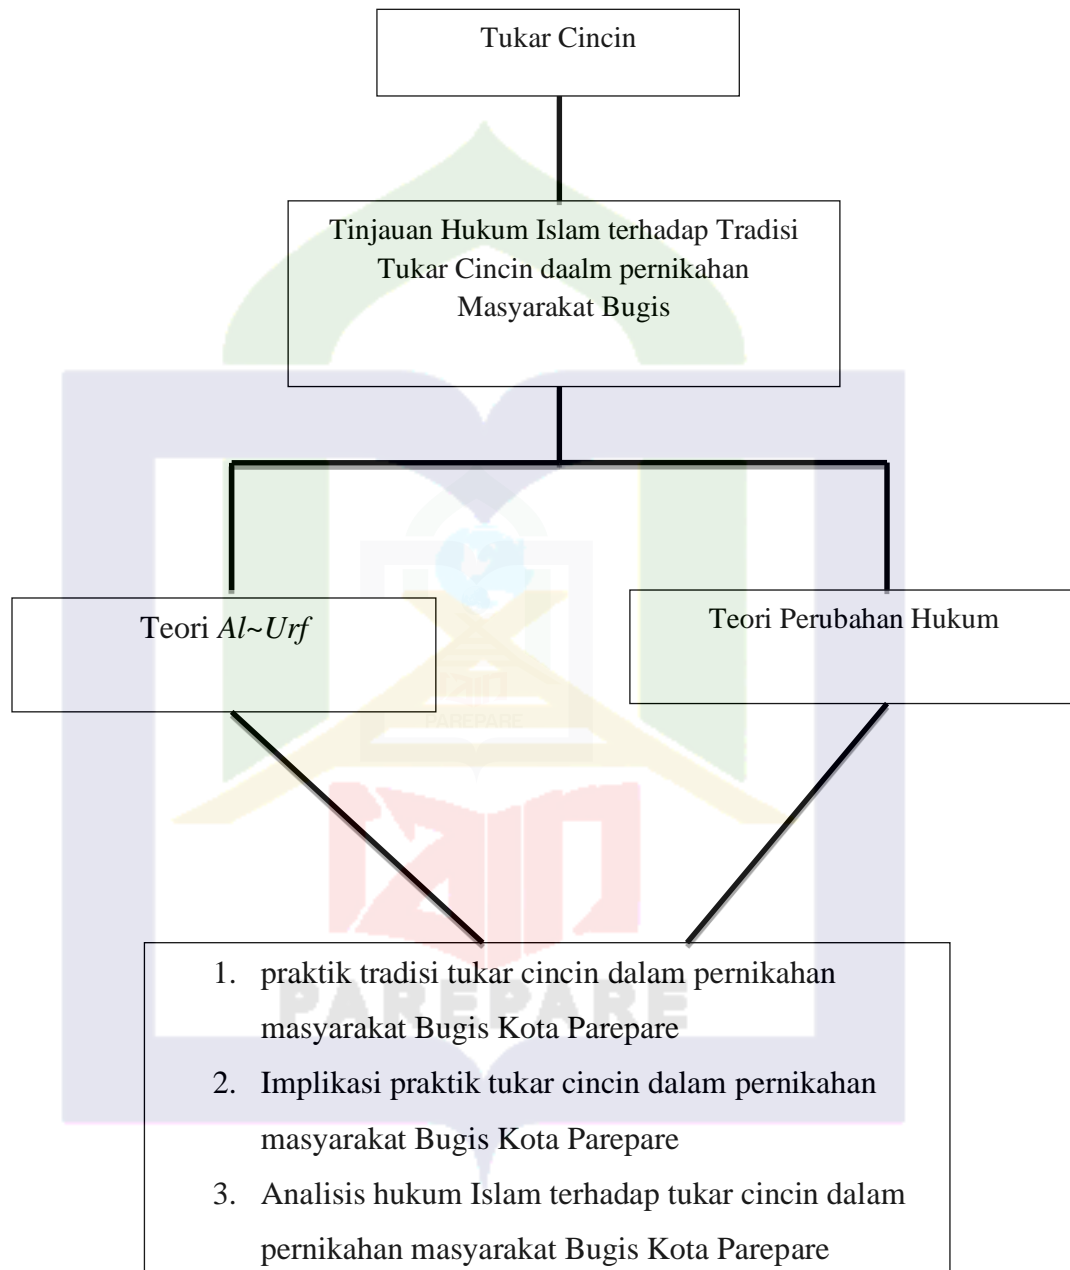 Tukar Cincin
Tinjauan Hukum Islam terhadap Tradisi
Tukar Cincin daalm pernikahan
Masyarakat Bugis
Teori Al~Urf
Teori Perubahan Hukum
PAREPARE
1. praktik tradisi tukar cincin dalam pernikahan
masyarakat Bugis Kota Parepare
2. Implikasi praktik tukar cincin dalam pernikahan
masyarakat Bugis Kota Parepare
3. Analisis hukum Islam terhadap tukar cincin dalam
pernikahan masyarakat Bugis Kota Parepare
PAREPARE